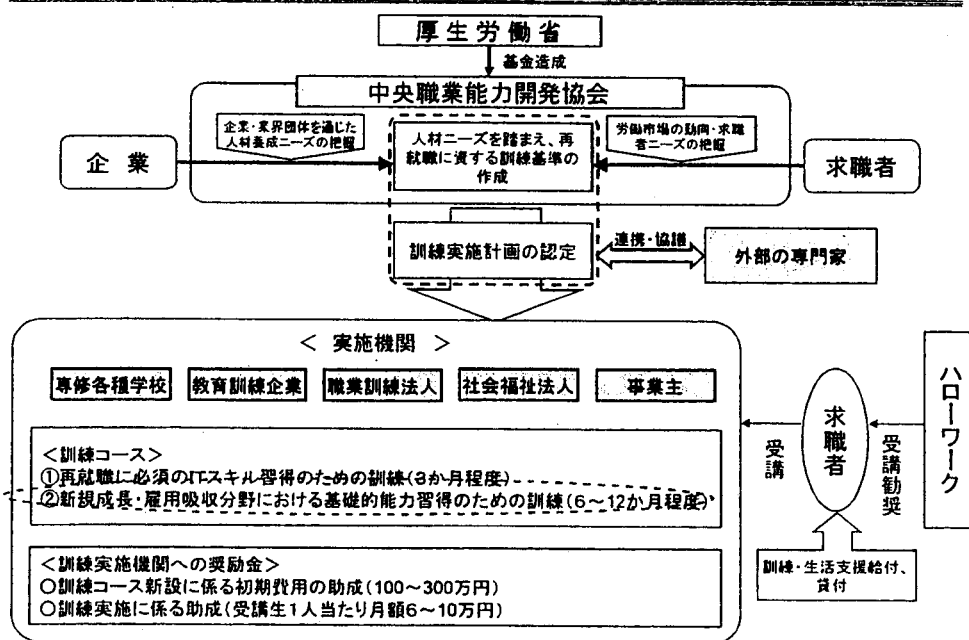 厚生労働省
基金造成
中央職業能力開発協会
企業・業界団体を通じた
人材養成ニーズの把握
人材ニーズを踏まえ、再
就職に資する訓練基準の
作成
労働市場の動向・求職
者ニーズの把握
企業
求職者
訓練実施計画の認定
連携・協議
外部の専門家
＜ 実施機関 ＞
専修各種学校
教育訓練企業
職業訓練法人
社会福祉法人
事業主
＜訓練コース＞
①再就職に必須のITスキル習得のための訓練(3か月程度)
②新規成長・雇用吸収分野における基礎的能力習得のための訓練(6～12か月程度)
＜訓練実施機関への奨励金＞
○訓練コース新設に係る初期費用の助成(100～300万円)
○訓練実施に係る助成(受講生1人当たり月額6～10万円)
受講
求職者
受講勧奨
ハローワーク
訓練・生活支援給付、
貸付